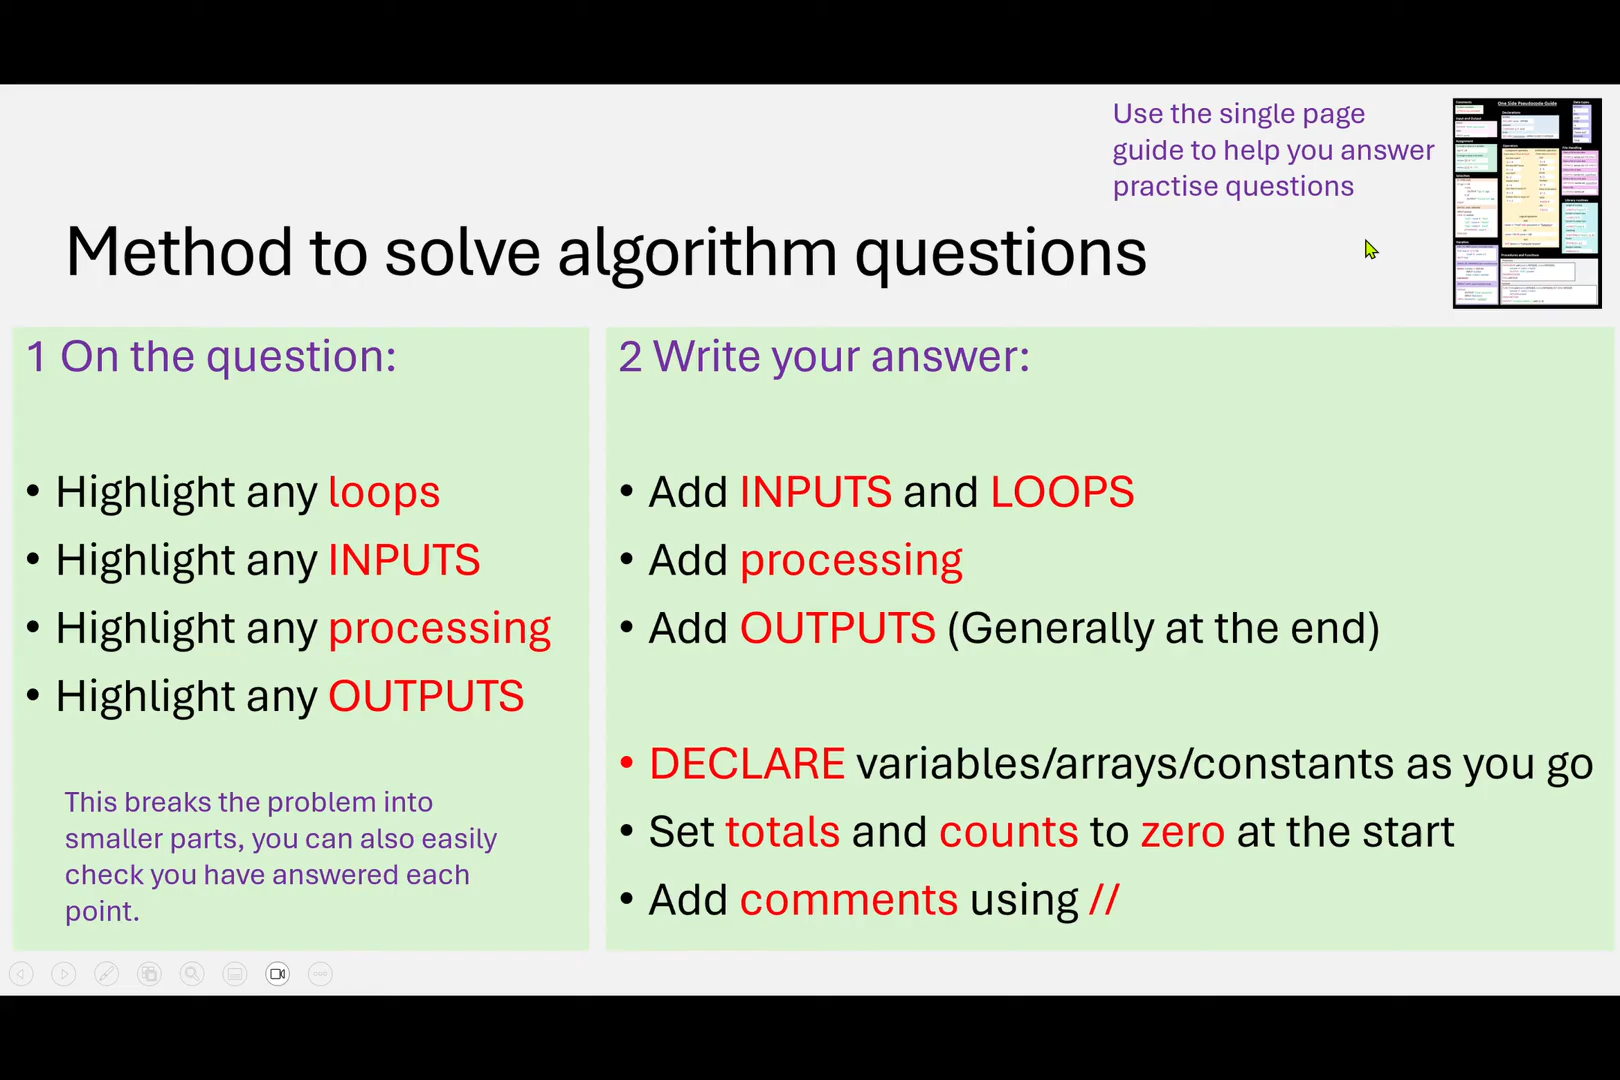 Use the single page
guide to help you answer
practise questions
One Side Pseudocode Guide
Method to solve algorithm questions
1 On the question:
• Highlight any loops
• Highlight any INPUTS
• Highlight any processing
• Highlight any OUTPUTS
This breaks the problem into
smaller parts, you can also easily
check you have answered each
point.
2 Write your answer:
• Add INPUTS and LOOPS
• Add processing
• Add OUTPUTS (Generally at the end)
• DECLARE variables/arrays/constants as you go
• Set totals and counts to zero at the start
• Add comments using //